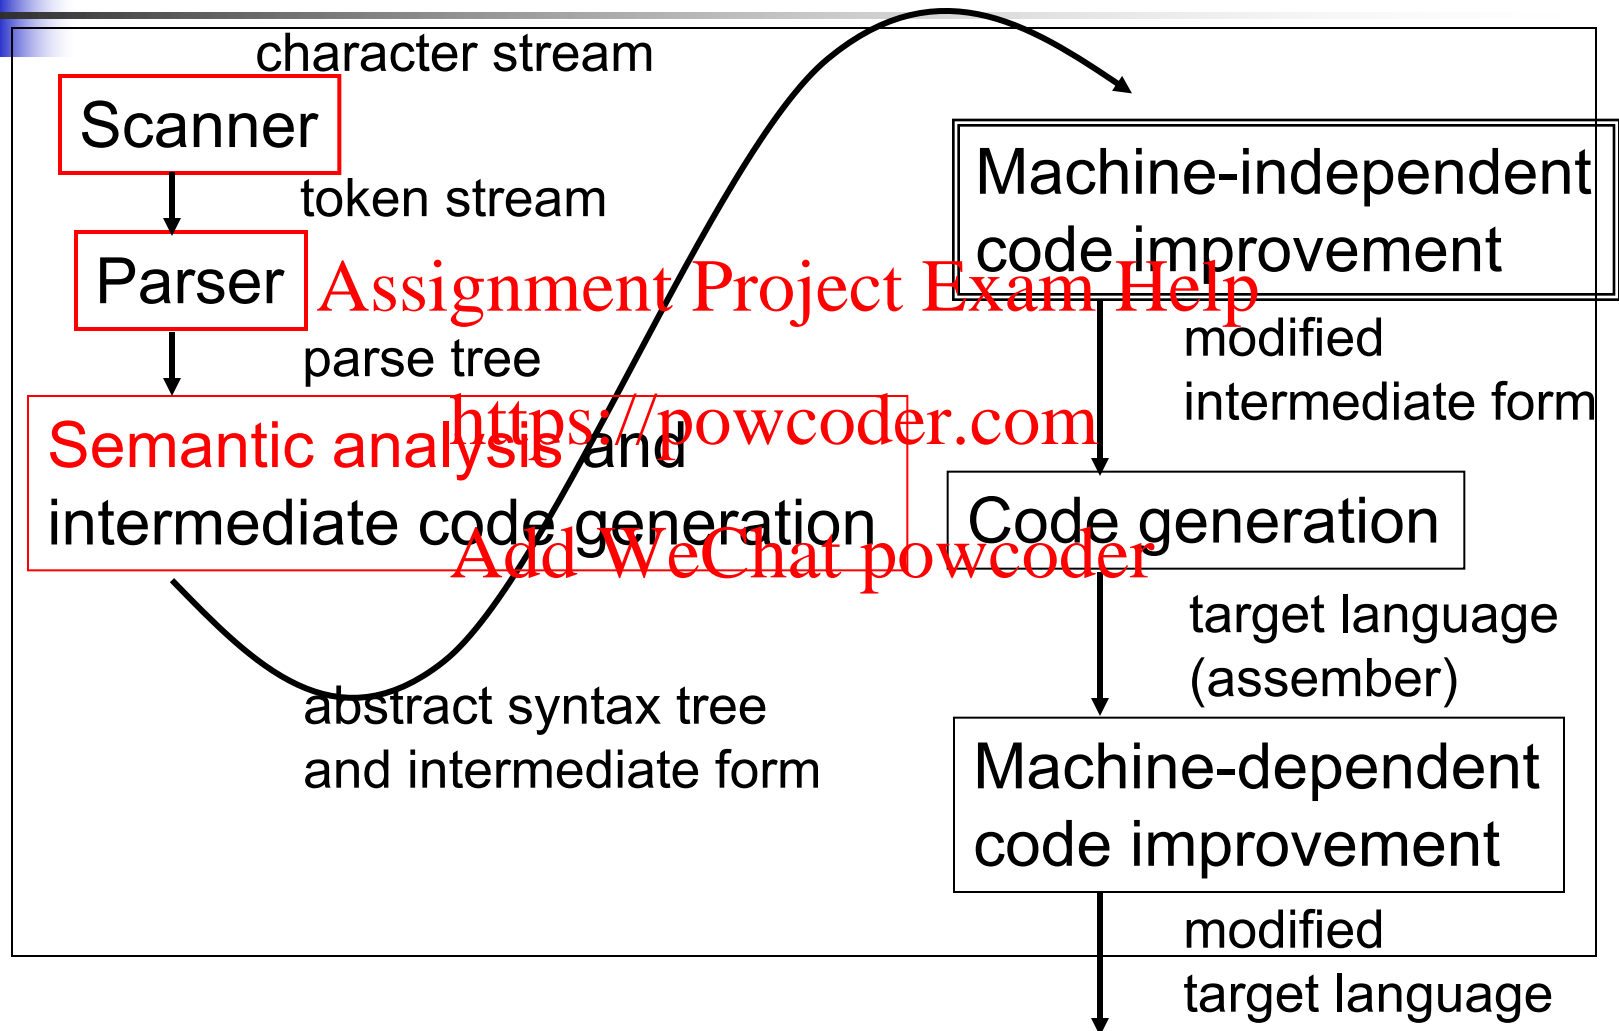 character stream
Scanner
token stream
Parser
parse tree
Semantic analysis and
intermediate code generation
abstract syntax tree
and intermediate form
Machine-independent
code improvement
modified
intermediate form
Code generation
target language
(assember)
Machine-dependent
code improvement
modified
target language
Assignment Project Exam Help
https://powcoder.com
Add WeChat powcoder